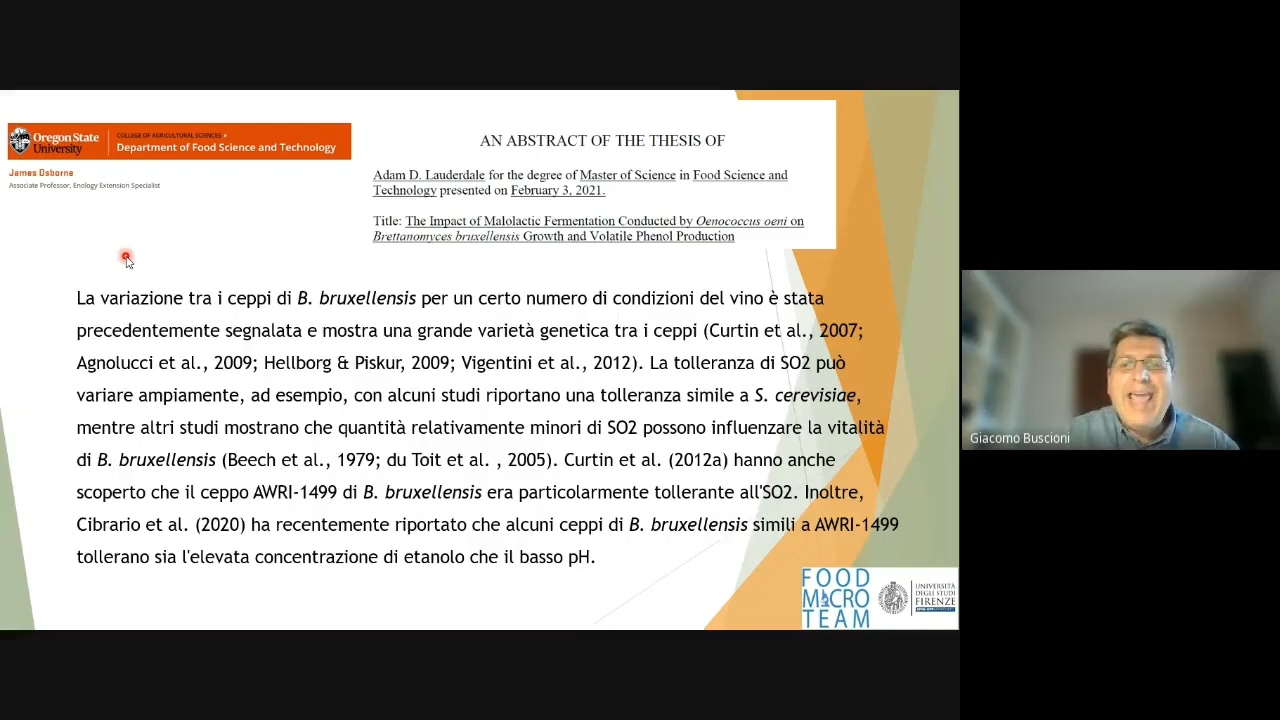 Oregon State
University
COLLEGE OF AGRICULTURAL SCIENCES »
Department of Food Science and Technology
James Osborne
Associate Professor, Enology Extension Specialist
AN ABSTRACT OF THE THESIS OF
Adam D. Lauderdale for the degree of Master of Science in Food Science and
Technology presented on February 3, 2021.
Title: The Impact of Malolactic Fermentation Conducted by Oenococcus oeni on
Brettanomyces bruxellensis Growth and Volatile Phenol Production
La variazione tra i ceppi di B. bruxellensis per un certo numero di condizioni del vino è stata
precedentemente segnalata e mostra una grande varietà genetica tra i ceppi (Curtin et al., 2007;
Agnolucci et al., 2009; Hellborg & Piskur, 2009; Vigentini et al., 2012). La tolleranza di SO2 può
variare ampiamente, ad esempio, con alcuni studi riportano una tolleranza simile a S. cerevisiae,
mentre altri studi mostrano che quantità relativamente minori di SO2 possono influenzare la vitalità
di B. bruxellensis (Beech et al., 1979; du Toit et al. , 2005). Curtin et al. (2012a) hanno anche
scoperto che il ceppo AWRI-1499 di B. bruxellensis era particolarmente tollerante all'SO2. Inoltre,
Cibrario et al. (2020) ha recentemente riportato che alcuni ceppi di B. bruxellensis simili a AWRI-1499
tollerano sia l'elevata concentrazione di etanolo che il basso pH.
FOOD
MICRO
TEAM
UNIVERSITÀ
DEGLI STUDI
FIRENZE
Giacomo Buscioni